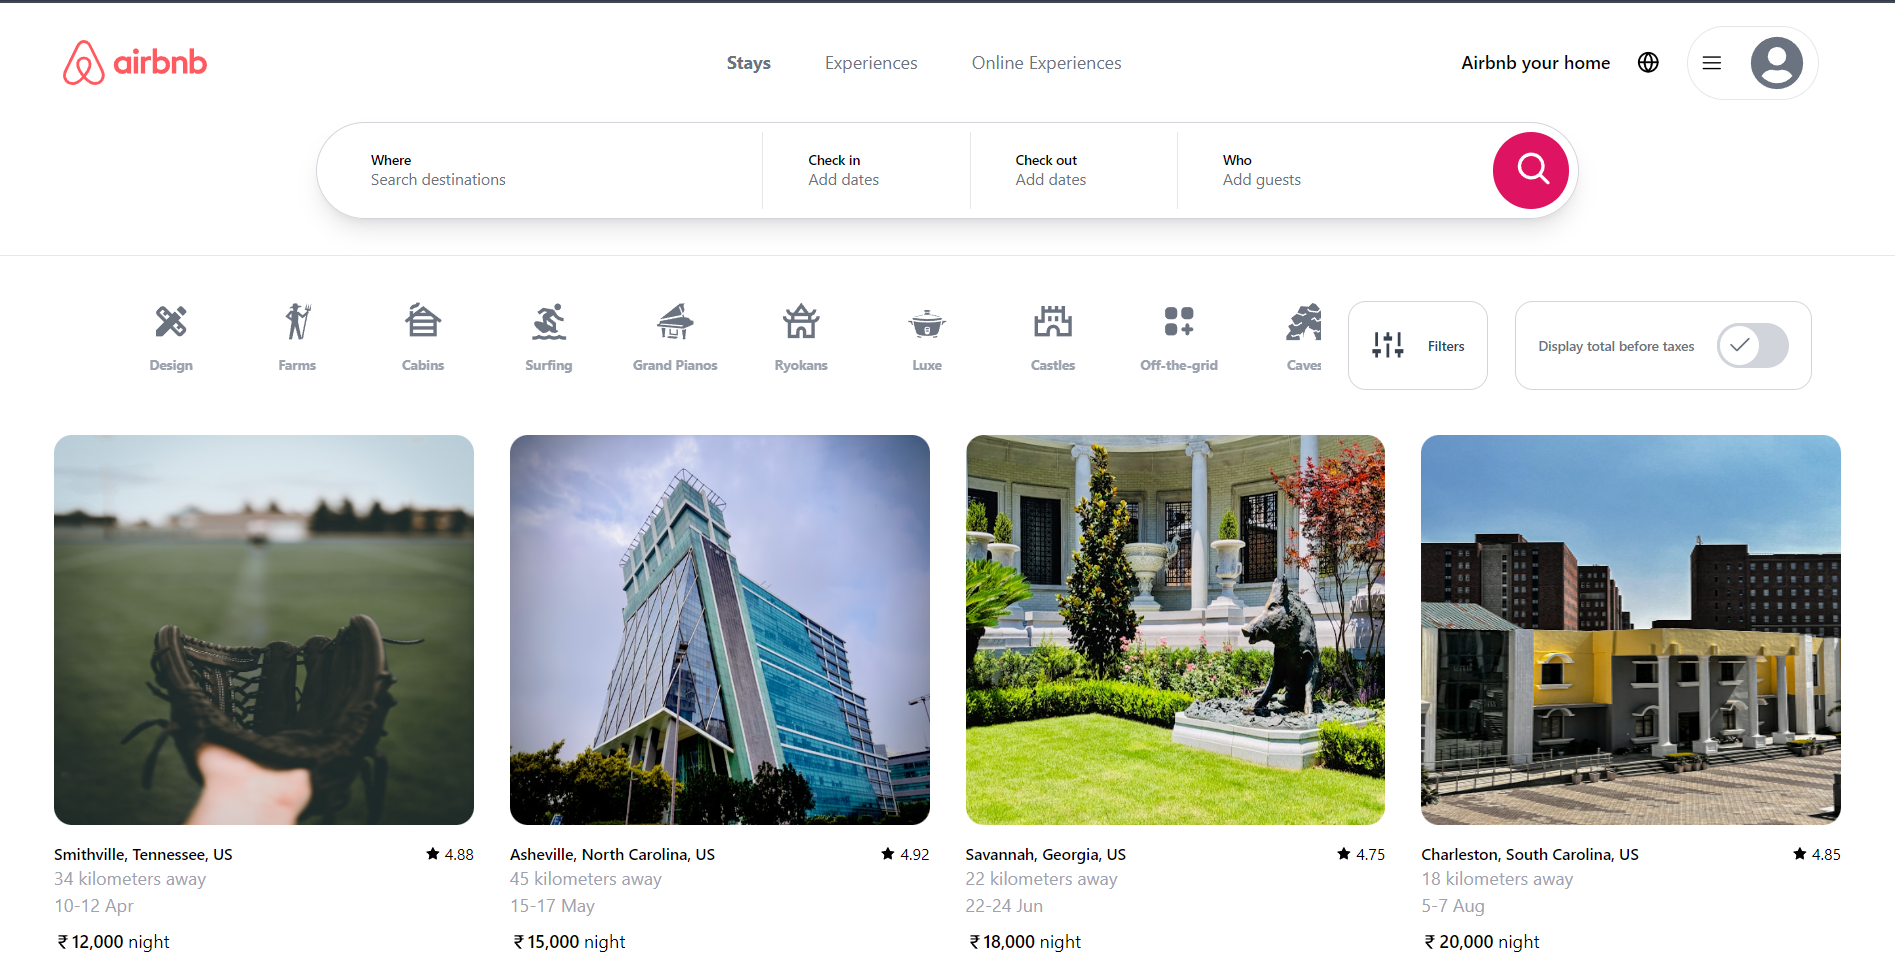 airbnb
Stays Experiences Online Experiences
Airbnb your home
Where
Search destinations
Check in
Add dates
Check out
Add dates
Who
Add guests
Design
Farms
Cabins
Surfing
Grand Pianos
Ryokans
Luxe
Castles
Off-the-grid
Caves
Filters
Display total before taxes
Smithville, Tennessee, US 4.88
34 kilometers away
10-12 Apr
₹ 12,000 night
Asheville, North Carolina, US 4.92
45 kilometers away
15-17 May
₹ 15,000 night
Savannah, Georgia, US 4.75
22 kilometers away
22-24 Jun
₹ 18,000 night
Charleston, South Carolina, US 4.85
18 kilometers away
5-7 Aug
₹ 20,000 night